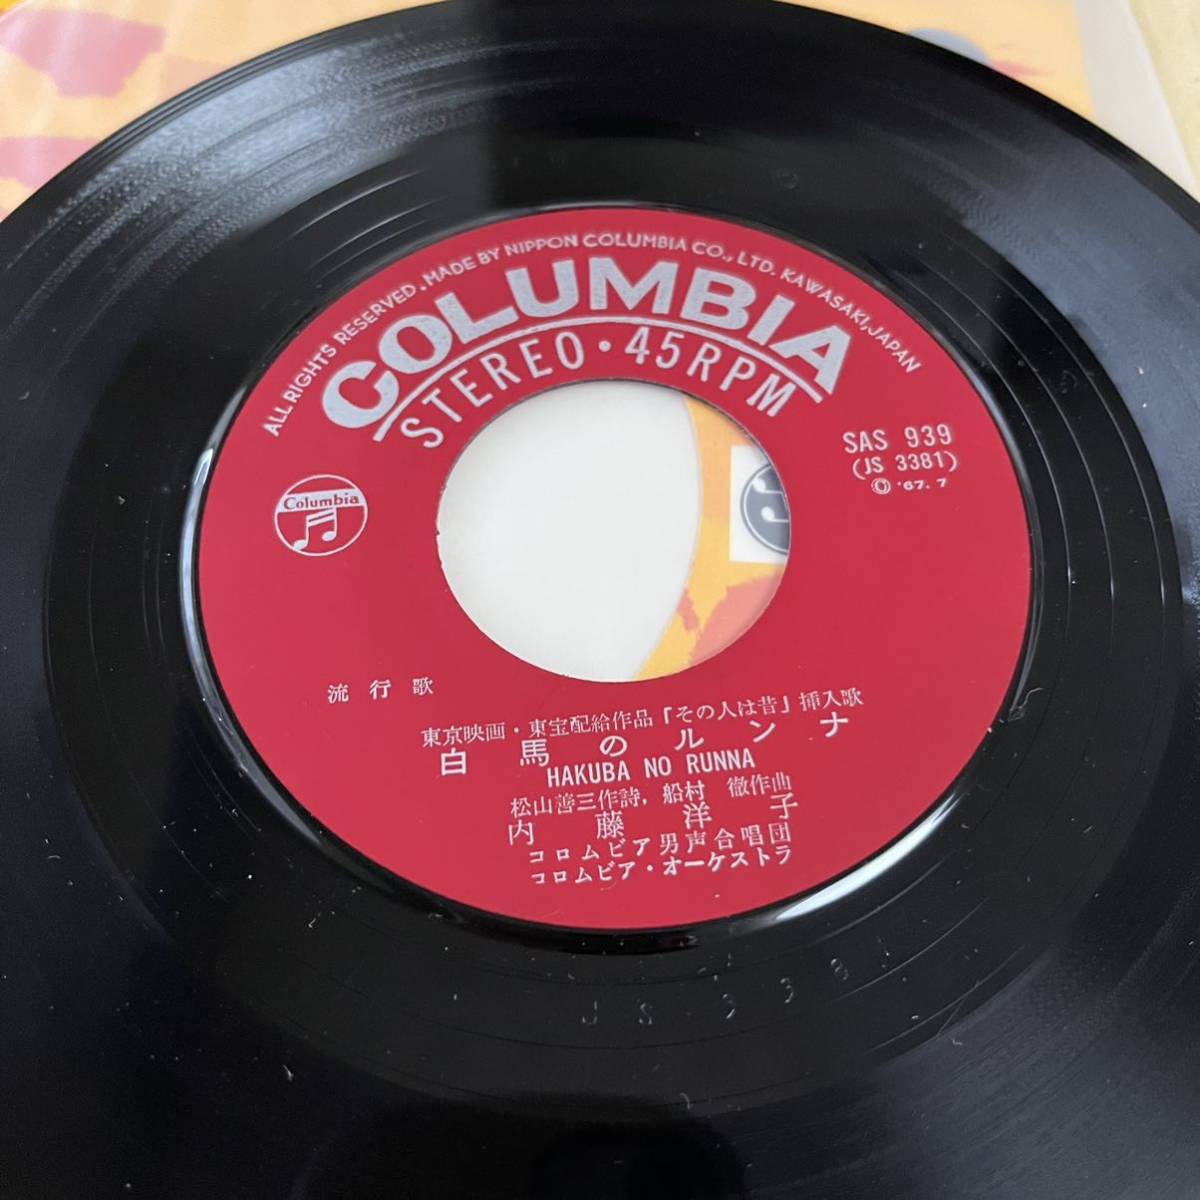 ALL RIGHTS RESERVED. MADE BY NIPPON COLUMBIA CO., LTD. KAWASAKI, JAPAN
COLUMBIA
STEREO・45RPM
SAS 939
(JS 3381)
Ⓒ '67. 7
Columbia
流行歌
東京映画・東宝配給作品「その人は昔」挿入歌
白馬のルンナ
HAKUBA NO RUNNA
松山善三作詩, 船村 徹作曲
内藤洋子
コロムビア男声合唱団
コロムビア・オーケストラ
JS 3381